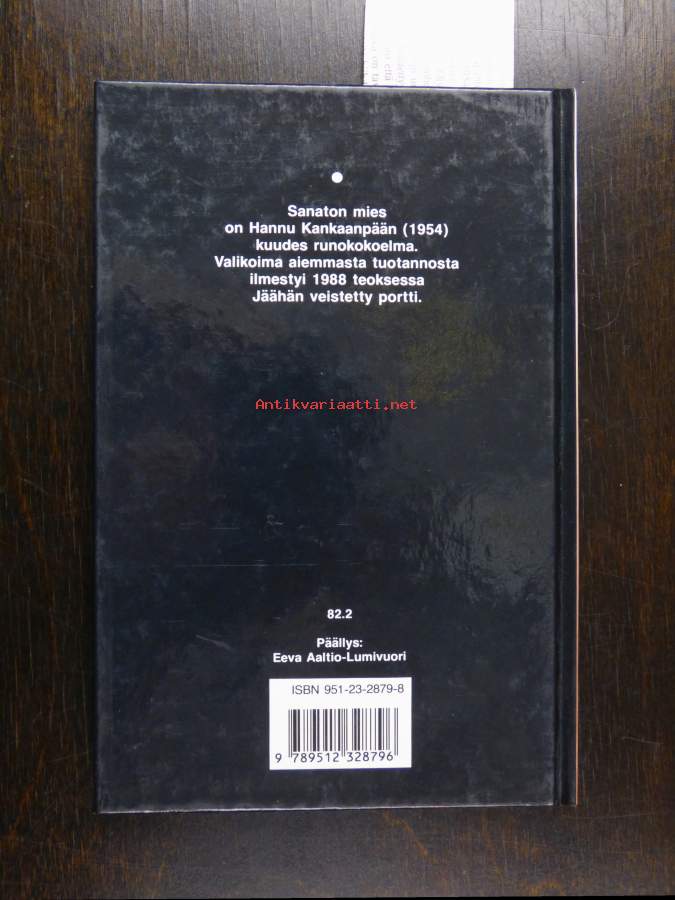 Sanaton mies
on Hannu Kankaanpään (1954)
kuudes runokokoelma.
Valikoima aiemmasta tuotannosta
ilmestyi 1988 teoksessa
Jäähän veistetty portti.
Antikvariaatti.net
82.2
Päällys:
Eeva Aaltio-Lumivuori
ISBN 951-23-2879-8
9 789512 328796